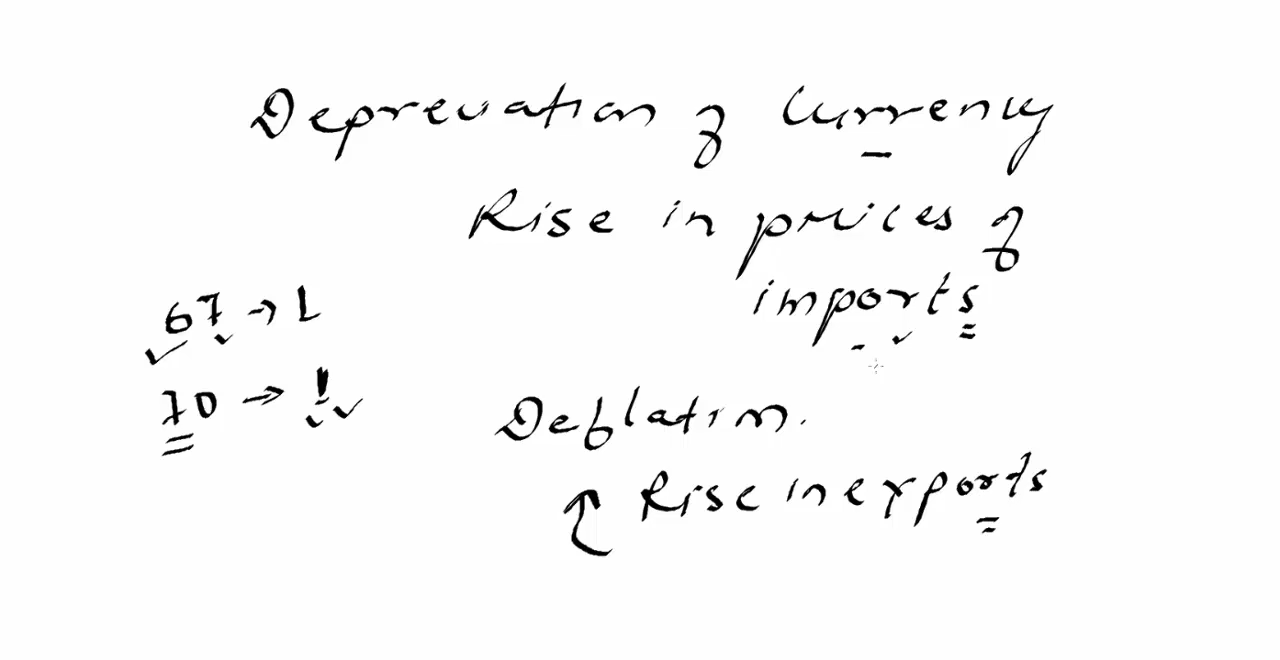 Depreciation of Currency
Rise in prices of
imports
67 → 1
70 → 1
Deflation.
↑ Rise in exports